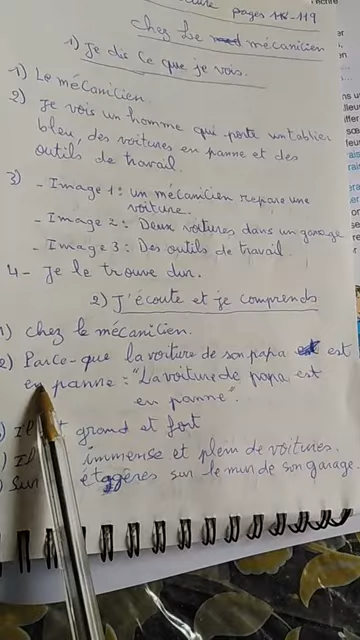 pages 118-119
chez le mécanicien
1) Je dis ce que je vois.
1) Le mécanicien
2) Je vois un homme qui porte un tablier
bleu, des voitures en panne et des
outils de travail.
3) - Image 1 : un mécanicien repare une
voiture.
- Image 2 : Deux voitures dans un garage
- Image 3 : Des outils de travail.
4- Je le trouve dur.
2) J'écoute et je comprends
1) Chez le mécanicien.
2) Parce-que la voiture de son papa est
en panne : "La voiture de papa est
en panne".
grand et fort
immense et plein de voitures.
Sur étagères sur le mur de son garage.